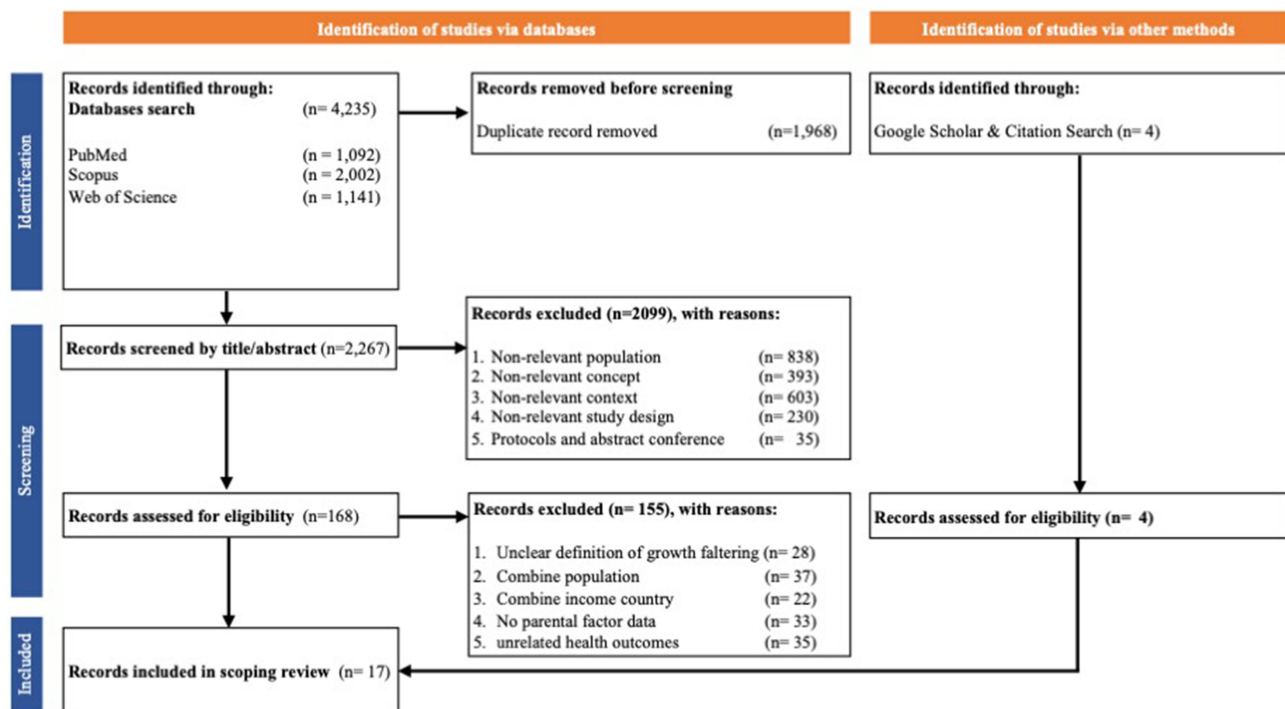 Identification of studies via databases
Identification of studies via other methods
Identification
Records identified through:
Databases search (n= 4,235)
PubMed (n = 1,092)
Scopus (n = 2,002)
Web of Science (n = 1,141)
Records removed before screening
Duplicate record removed (n=1,968)
Records identified through:
Google Scholar & Citation Search (n= 4)
Screening
Records screened by title/abstract (n=2,267)
Records excluded (n=2099), with reasons:
1. Non-relevant population (n= 838)
2. Non-relevant concept (n= 393)
3. Non-relevant context (n= 603)
4. Non-relevant study design (n= 230)
5. Protocols and abstract conference (n= 35)
Records assessed for eligibility (n=168)
Records excluded (n= 155), with reasons:
1. Unclear definition of growth faltering (n= 28)
2. Combine population (n= 37)
3. Combine income country (n= 22)
4. No parental factor data (n= 33)
5. unrelated health outcomes (n= 35)
Records assessed for eligibility (n= 4)
Included
Records included in scoping review (n= 17)